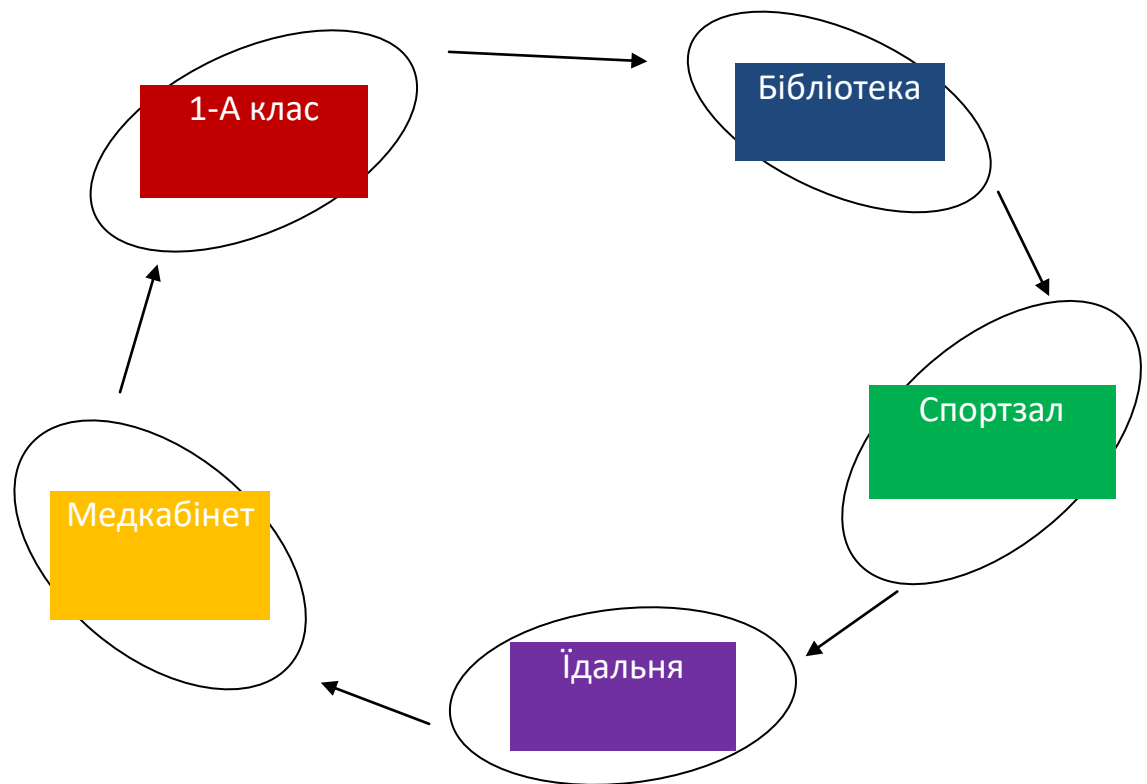 1-А клас
Бібліотека
Спортзал
Їдальня
Медкабінет